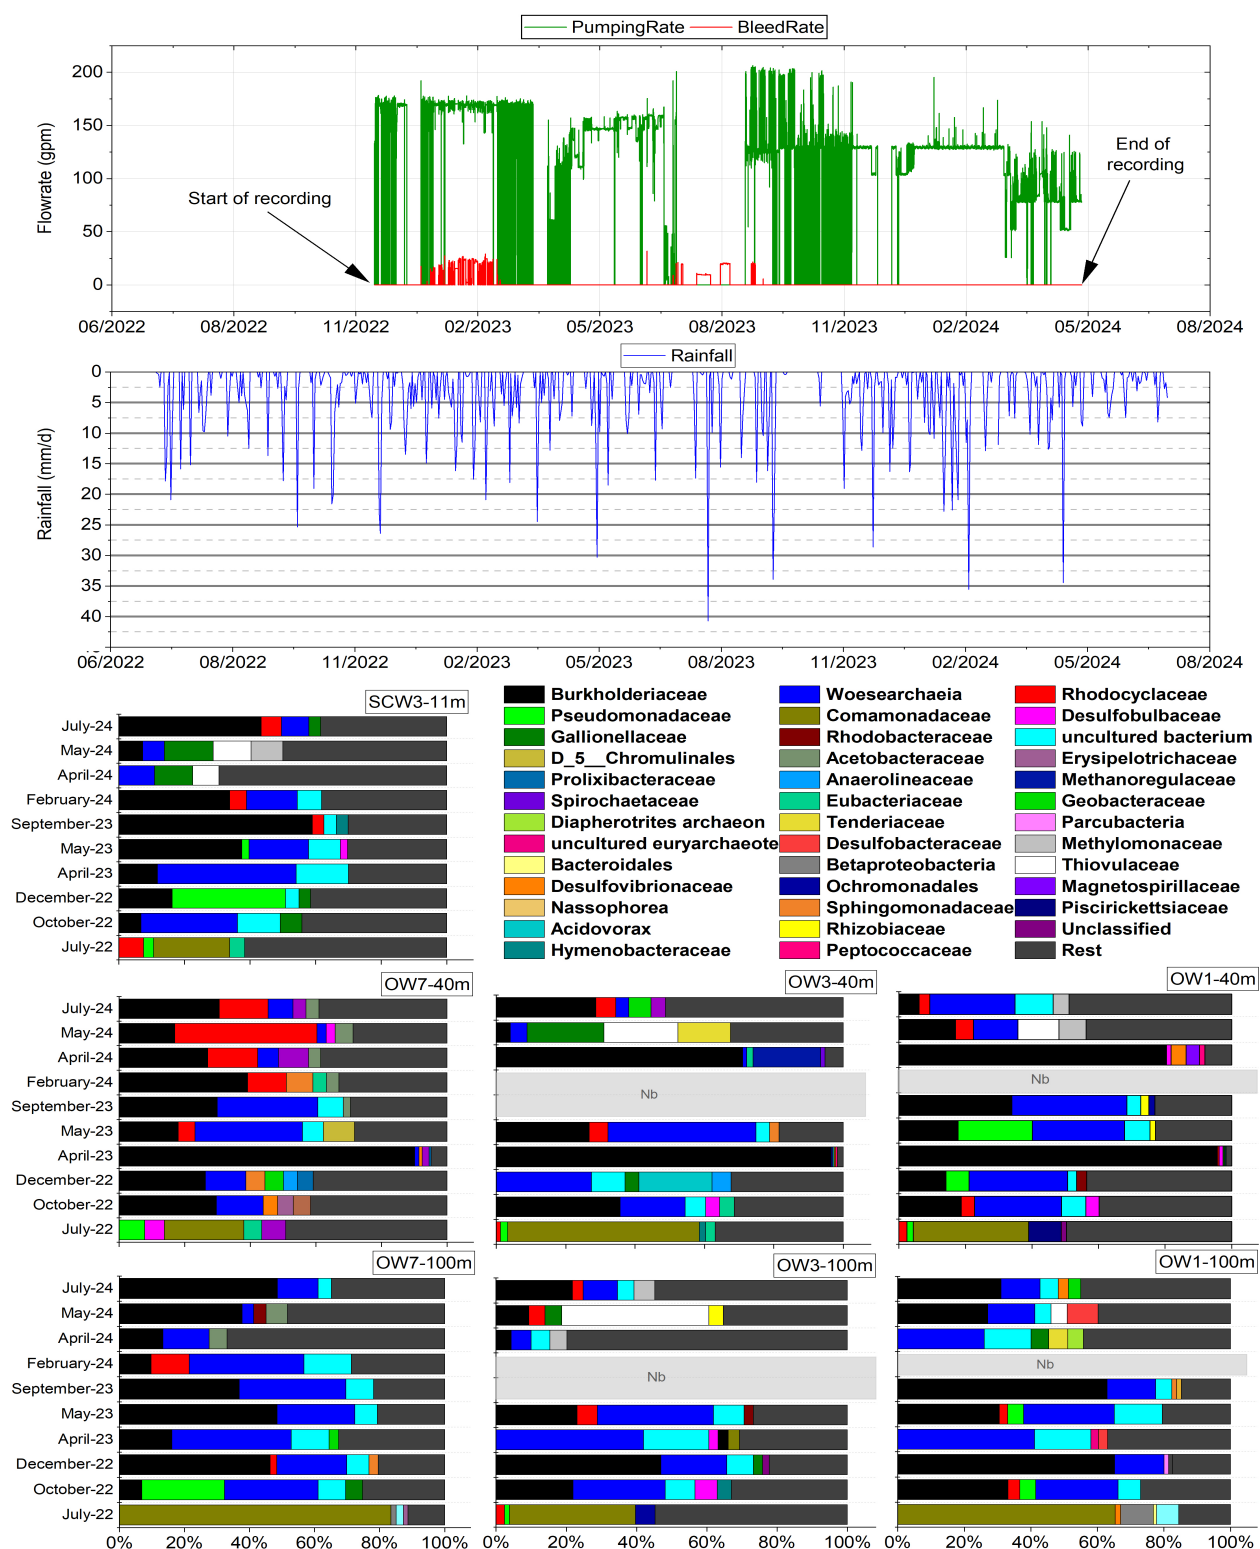 PumpingRate BleedRate
200
150
100
50
0
Flowrate (gpm)
Start of recording
End of
recording
06/2022 08/2022 11/2022 02/2023 05/2023 08/2023 11/2023 02/2024 05/2024 08/2024
Rainfall
0
5
10
15
20
25
30
35
40
Rainfall (mm/d)
06/2022 08/2022 11/2022 02/2023 05/2023 08/2023 11/2023 02/2024 05/2024 08/2024
Burkholderiaceae Woesearchaeia Rhodocyclaceae
Pseudomonadaceae Comamonadaceae Desulfobulbaceae
Gallionellaceae Rhodobacteraceae uncultured bacterium
D_5__Chromulinales Acetobacteraceae Erysipelotrichaceae
Prolixibacteraceae Anaerolineaceae Methanoregulaceae
Spirochaetaceae Eubacteriaceae Geobacteraceae
Diapherotrites archaeon Tenderiaceae Parcubacteria
uncultured euryarchaeote Desulfobacteraceae Methylomonaceae
Bacteroidales Betaproteobacteria Thiovulaceae
Desulfovibrionaceae Ochromonadales Magnetospirillaceae
Nassophorea Sphingomonadaceae Piscirickettsiaceae
Acidovorax Rhizobiaceae Unclassified
Hymenobacteraceae Peptococcaceae Rest
SCW3-11m
July-24
May-24
April-24
February-24
September-23
May-23
April-23
December-22
October-22
July-22
OW7-40m OW3-40m OW1-40m
July-24
May-24
April-24
February-24
September-23
May-23
April-23
December-22
October-22
July-22
Nb
Nb
OW7-100m OW3-100m OW1-100m
July-24
May-24
April-24
February-24
September-23
May-23
April-23
December-22
October-22
July-22
Nb
Nb
0% 20% 40% 60% 80% 100% 0% 20% 40% 60% 80% 100% 0% 20% 40% 60% 80% 100%